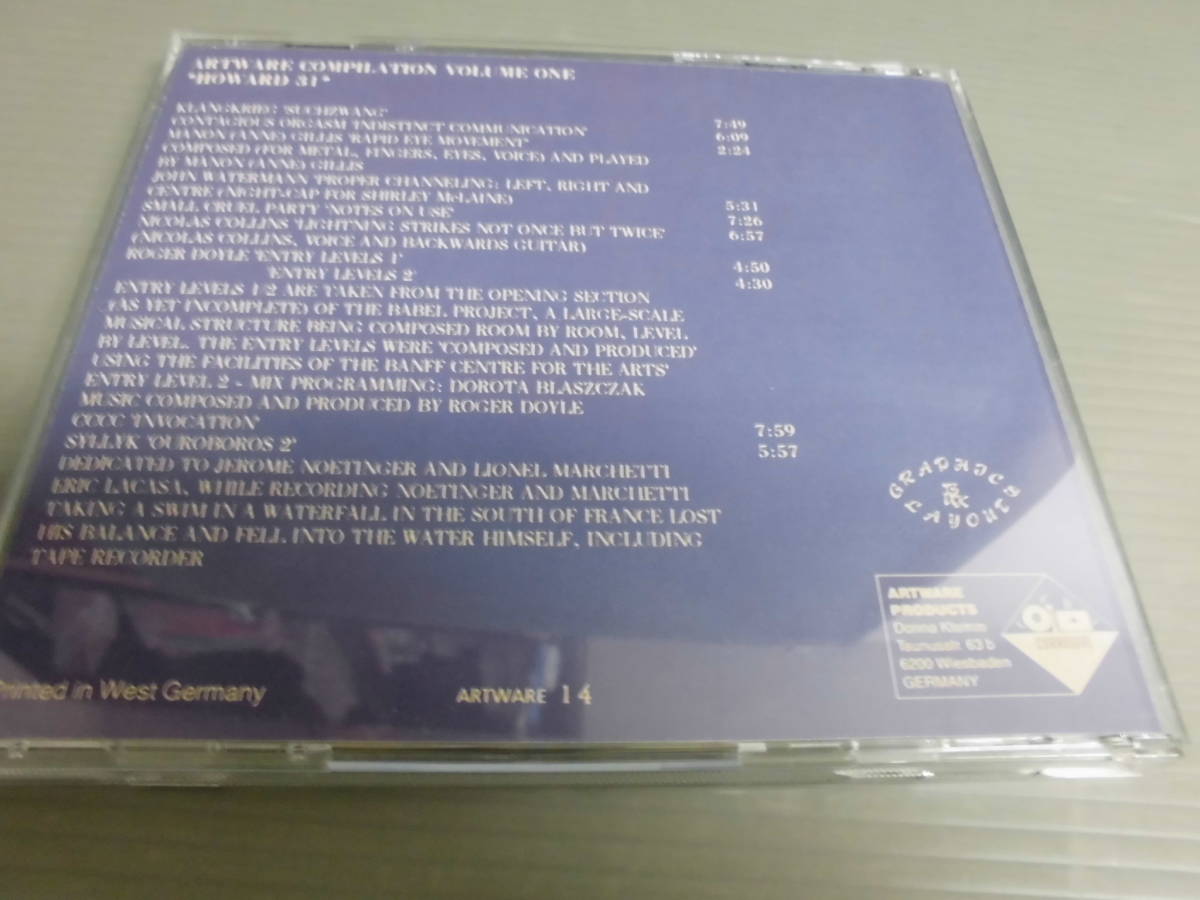 ARTWARE COMPILATION VOLUME ONE
"HOWARD 31"
KLANGKRIEG 'SUCHZWANG' 7:49
CONTAGIOUS ORGASM 'INDISTINCT COMMUNICATION' 6:09
MANON (ANNE) GILLIS 'RAPID EYE MOVEMENT' 2:24
COMPOSED (FOR METAL, FINGERS, EYES, VOICE) AND PLAYED
BY MANON (ANNE) GILLIS
JOHN WATERMANN 'PROPER CHANNELING: LEFT, RIGHT AND
CENTRE (NIGHT-CAP FOR SHIRLEY McLAINE) 5:31
SMALL CRUEL PARTY 'NOTES ON USE' 7:26
NICOLAS COLLINS 'LIGHTNING STRIKES NOT ONCE BUT TWICE' 6:57
(NICOLAS COLLINS, VOICE AND BACKWARDS GUITAR)
ROGER DOYLE 'ENTRY LEVELS 1' 4:50
'ENTRY LEVELS 2' 4:30
ENTRY LEVELS 1/2 ARE TAKEN FROM THE OPENING SECTION
(AS YET INCOMPLETE) OF THE BABEL PROJECT, A LARGE-SCALE
MUSICAL STRUCTURE BEING COMPOSED ROOM BY ROOM, LEVEL
BY LEVEL. THE ENTRY LEVELS WERE 'COMPOSED AND PRODUCED'
USING THE FACILITIES OF THE BANFF CENTRE FOR THE ARTS'
ENTRY LEVEL 2 - MIX PROGRAMMING: DOROTA BLASZCZAK
MUSIC COMPOSED AND PRODUCED BY ROGER DOYLE
CCCC 'INVOCATION' 7:59
SYLLYK 'OUROBOROS 2' 5:57
DEDICATED TO JEROME NOETINGER AND LIONEL MARCHETTI
ERIC LACASA, WHILE RECORDING NOETINGER AND MARCHETTI
TAKING A SWIM IN A WATERFALL IN THE SOUTH OF FRANCE LOST
HIS BALANCE AND FELL INTO THE WATER HIMSELF, INCLUDING
TAPE RECORDER
GRAPHICS
LAYOUT
ARTWARE
PRODUCTS
Donna Klemm
Taunusstr. 63 b
6200 Wiesbaden
GERMANY
Printed in West Germany
ARTWARE 14